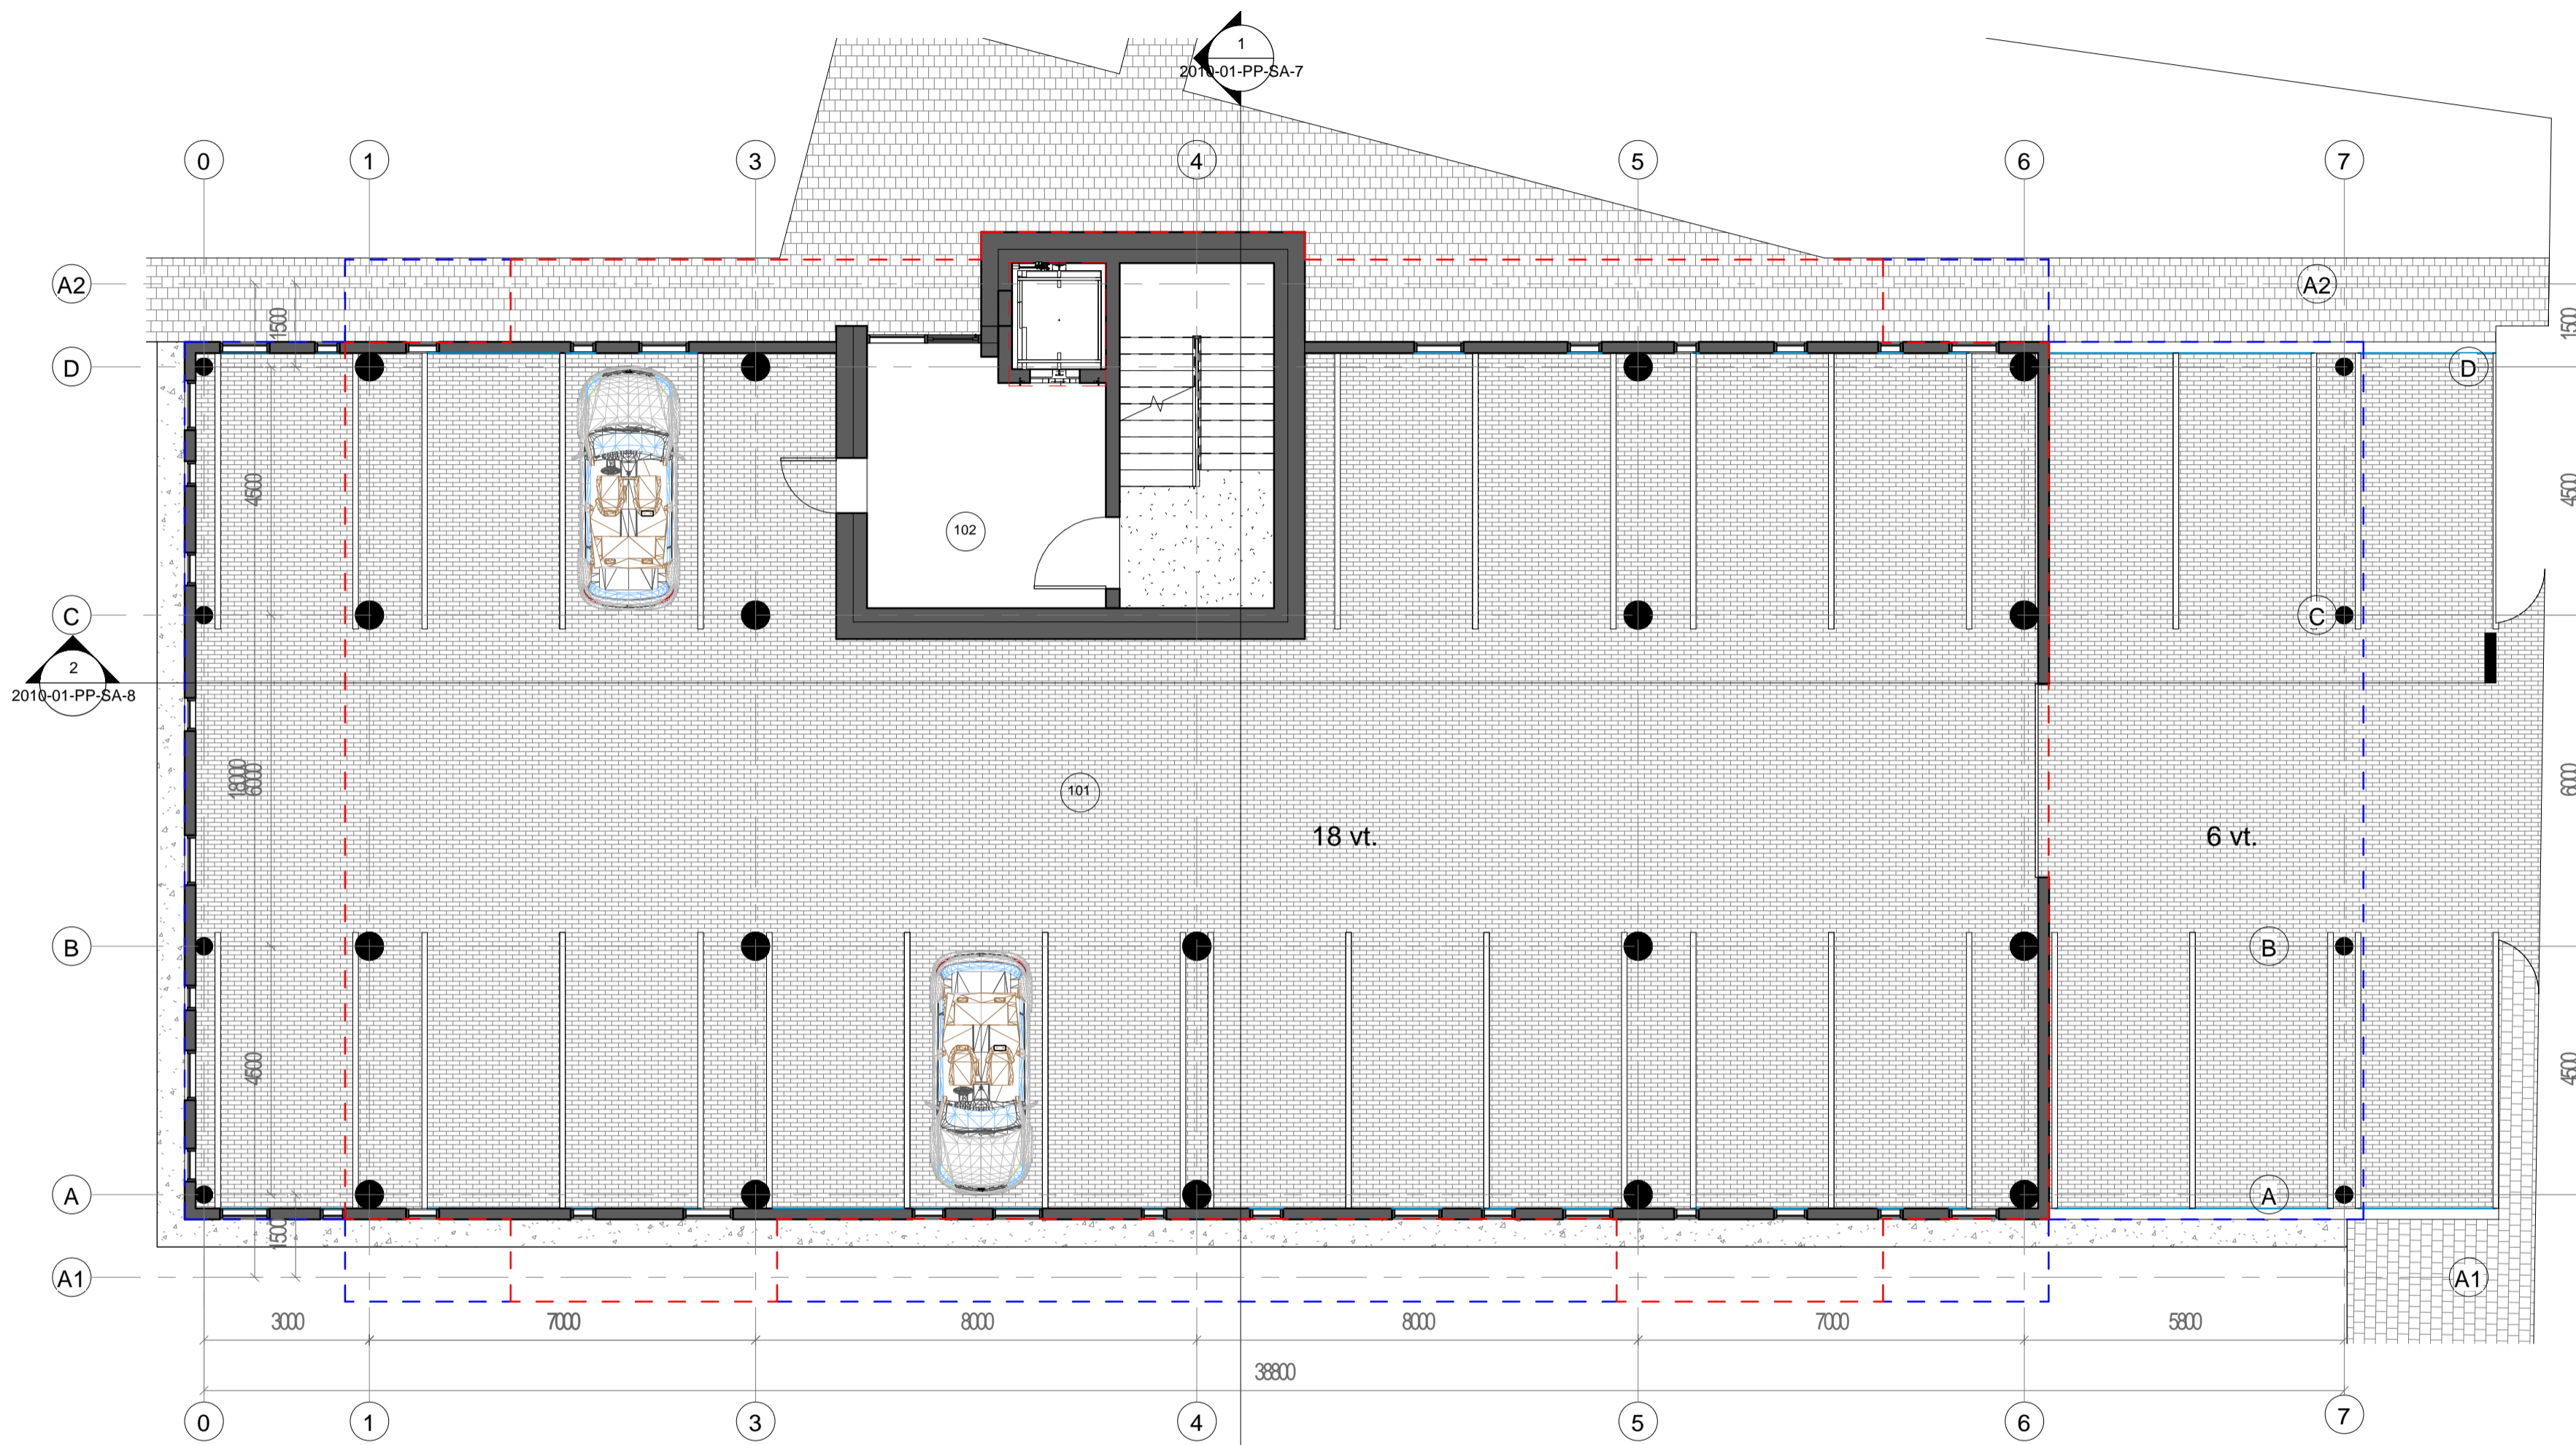 1
2010-01-PP-SA-7
0 1 3 4 5 6 7
A2 A2
1500 1500
D D
4500 4500
102
C C
2
2010-01-PP-SA-8
18000
6000 6000
101
18 vt. 6 vt.
B B
4500 4500
A A
1500
A1 A1
3000 7000 8000 8000 7000 5800
38800
0 1 3 4 5 6 7